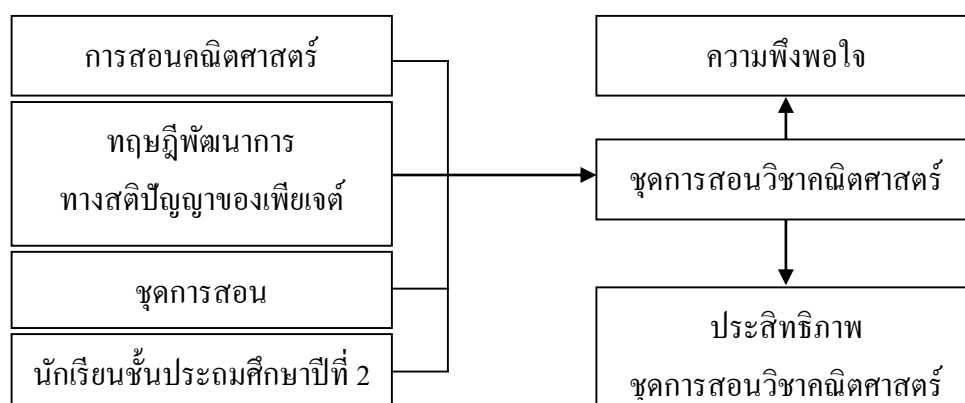 การสอนคณิตศาสตร์
ทฤษฎีพัฒนาการ
ทางสติปัญญาของเพียเจต์
ชุดการสอน
นักเรียนชั้นประถมศึกษาปีที่ 2
ความพึงพอใจ
ชุดการสอนวิชาคณิตศาสตร์
ประสิทธิภาพ
ชุดการสอนวิชาคณิตศาสตร์